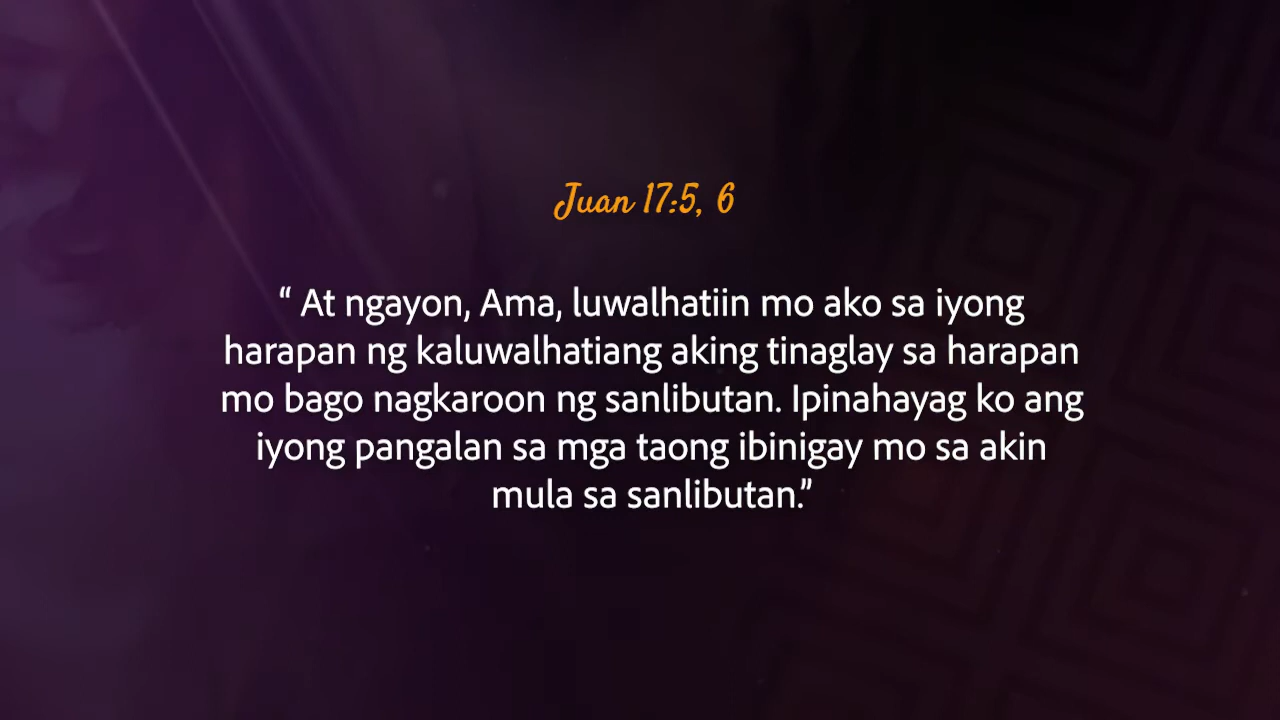 Juan 17:5, 6
“ At ngayon, Ama, luwalhatiin mo ako sa iyong
harapan ng kaluwalhatiang aking tinaglay sa harapan
mo bago nagkaroon ng sanlibutan. Ipinahayag ko ang
iyong pangalan sa mga taong ibinigay mo sa akin
mula sa sanlibutan.”